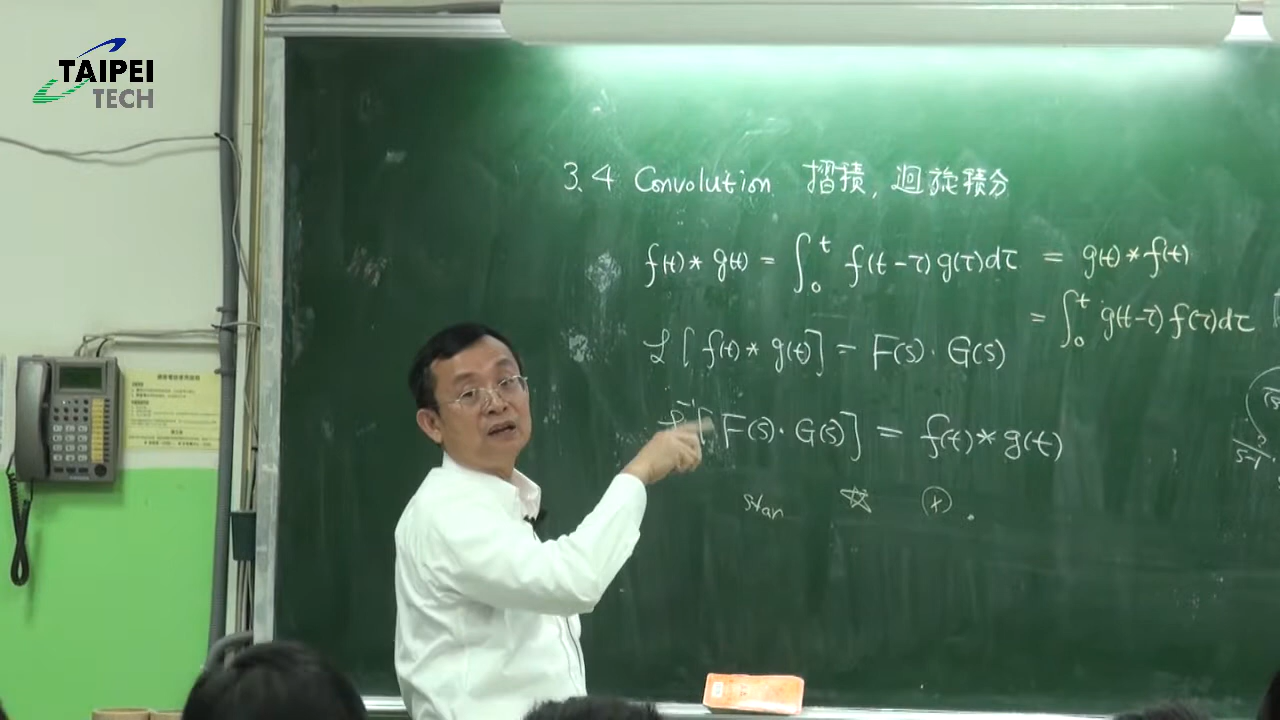 TAIPEI
TECH
3.4 Convolution 摺積, 迴旋積分
f(t) * g(t) = ∫₀ᵗ f(t-τ) g(τ) dτ = g(t) * f(t)
= ∫₀ᵗ g(t-τ) f(τ) dτ
ℒ [ f(t) * g(t) ] = F(s) · G(s)
ℒ⁻¹ [ F(s) · G(s) ] = f(t) * g(t)
star ☆ (*) .